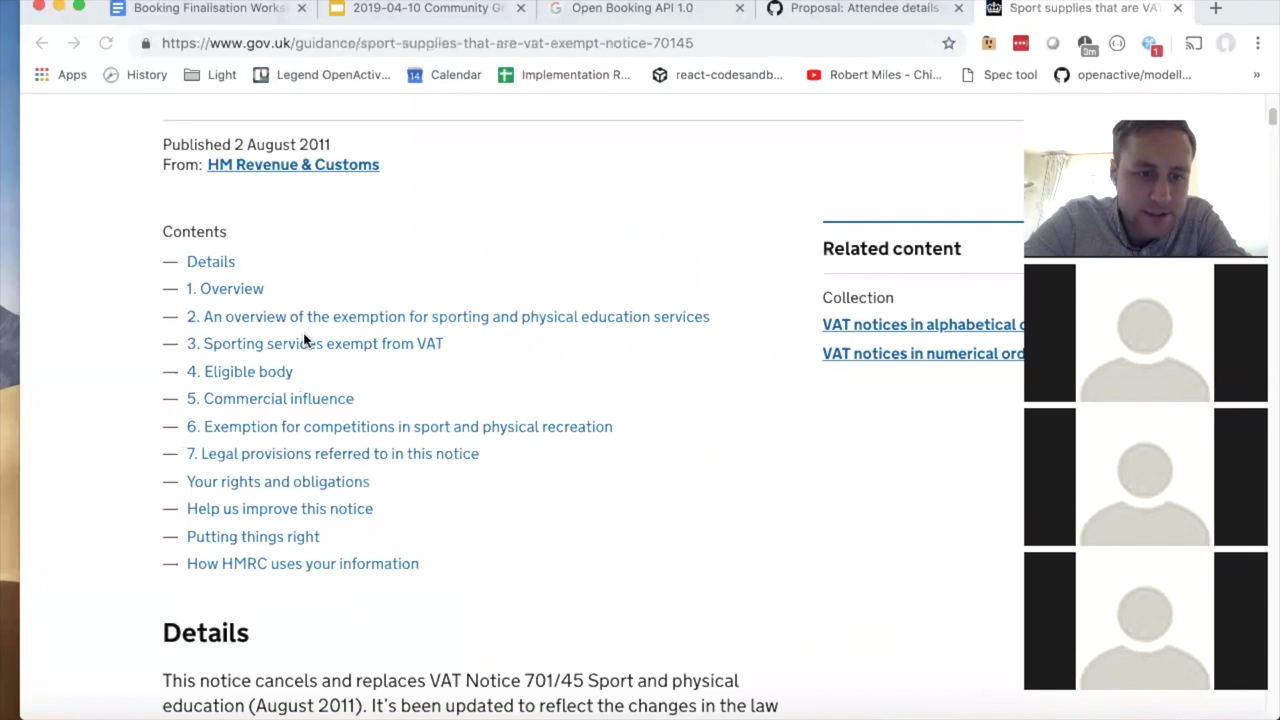 Booking Finalisation Works
2019-04-10 Community G
Open Booking API 1.0
Proposal: Attendee details
Sport supplies that are VA
https://www.gov.uk/guidance/sport-supplies-that-are-vat-exempt-notice-70145
3m
1
Apps
History
Light
Legend OpenActiv...
14
Calendar
Implementation R...
react-codesandb...
Robert Miles - Chi...
Spec tool
openactive/modell...
»
Published 2 August 2011
From: HM Revenue & Customs
Contents
— Details
— 1. Overview
— 2. An overview of the exemption for sporting and physical education services
— 3. Sporting services exempt from VAT
— 4. Eligible body
— 5. Commercial influence
— 6. Exemption for competitions in sport and physical recreation
— 7. Legal provisions referred to in this notice
— Your rights and obligations
— Help us improve this notice
— Putting things right
— How HMRC uses your information
Related content
Collection
VAT notices in alphabetical
VAT notices in numerical ord
Details
This notice cancels and replaces VAT Notice 701/45 Sport and physical
education (August 2011). It's been updated to reflect the changes in the law